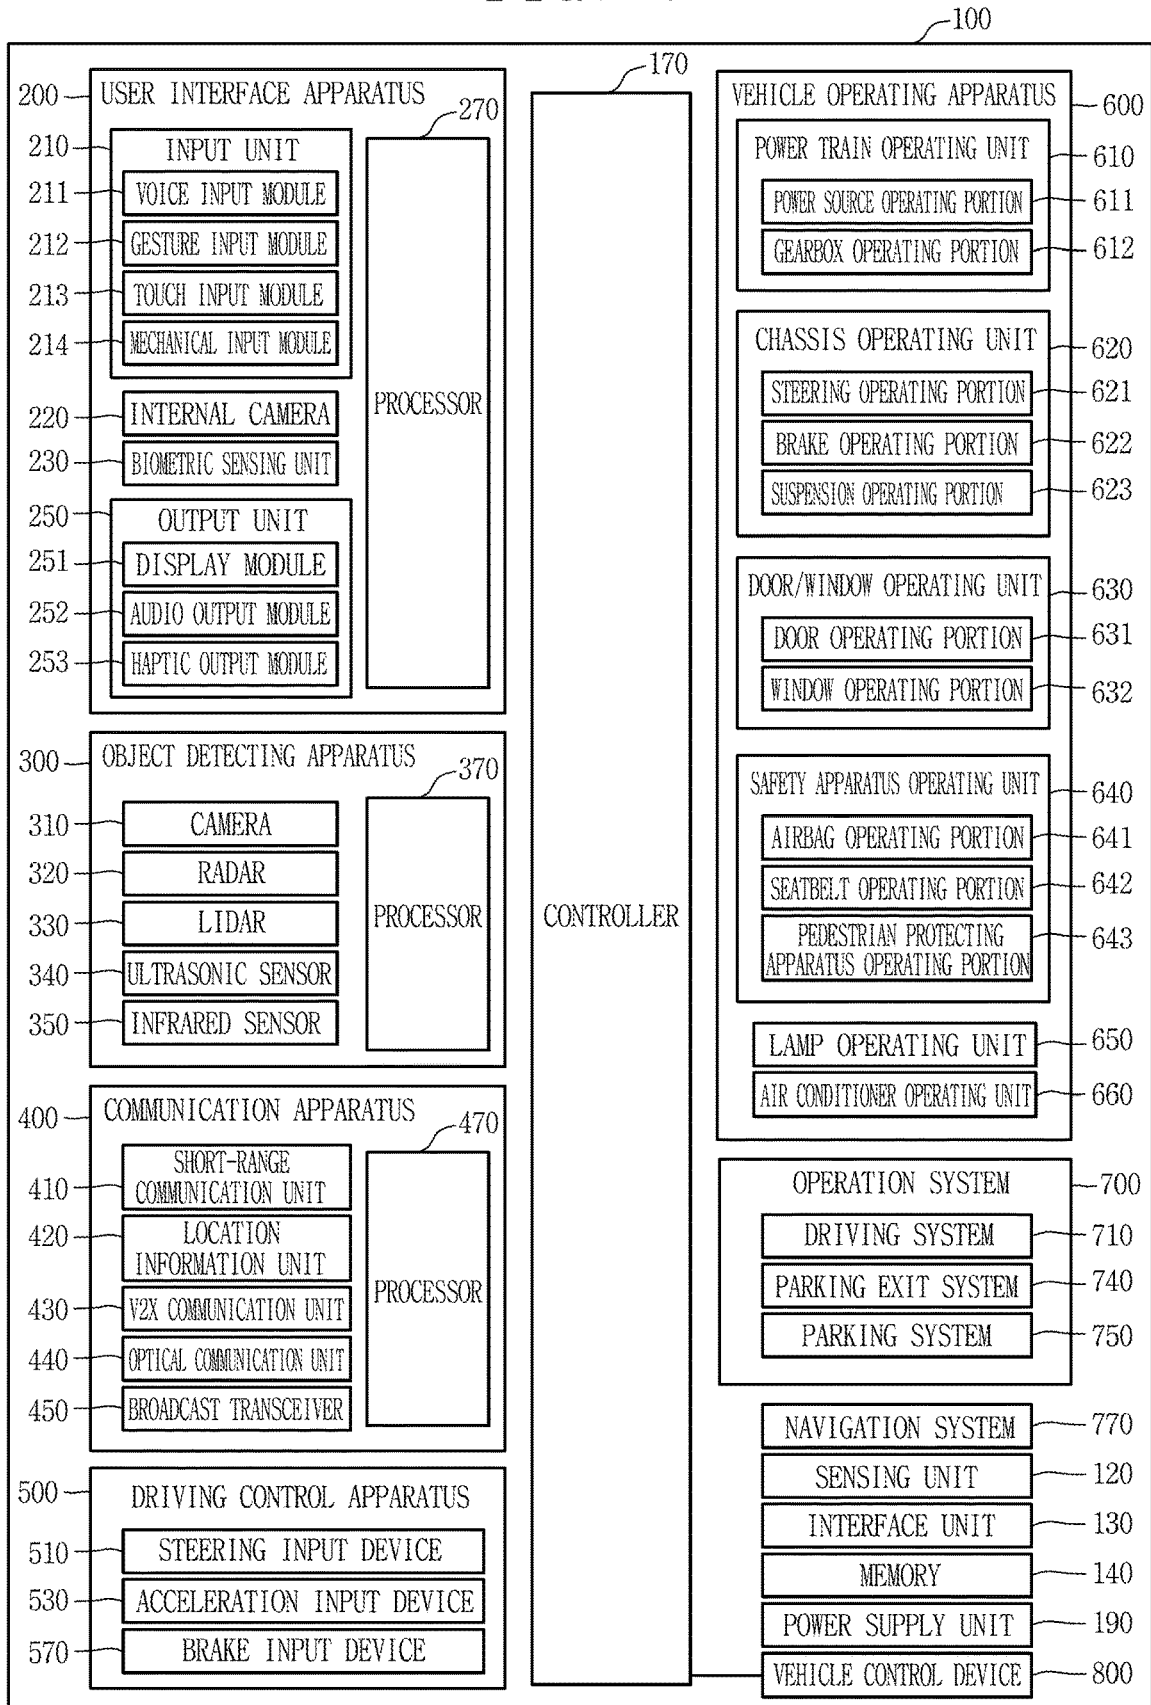 100
200
USER INTERFACE APPARATUS
270
210
INPUT UNIT
211
VOICE INPUT MODULE
212
GESTURE INPUT MODULE
213
TOUCH INPUT MODULE
214
MECHANICAL INPUT MODULE
220
INTERNAL CAMERA
230
BIOMETRIC SENSING UNIT
250
OUTPUT UNIT
251
DISPLAY MODULE
252
AUDIO OUTPUT MODULE
253
HAPTIC OUTPUT MODULE
PROCESSOR
300
OBJECT DETECTING APPARATUS
370
310
CAMERA
320
RADAR
330
LIDAR
340
ULTRASONIC SENSOR
350
INFRARED SENSOR
PROCESSOR
400
COMMUNICATION APPARATUS
470
410
SHORT-RANGE
COMMUNICATION UNIT
420
LOCATION
INFORMATION UNIT
430
V2X COMMUNICATION UNIT
440
OPTICAL COMMUNICATION UNIT
450
BROADCAST TRANSCEIVER
PROCESSOR
500
DRIVING CONTROL APPARATUS
510
STEERING INPUT DEVICE
530
ACCELERATION INPUT DEVICE
570
BRAKE INPUT DEVICE
170
CONTROLLER
VEHICLE OPERATING APPARATUS
600
POWER TRAIN OPERATING UNIT
610
POWER SOURCE OPERATING PORTION
611
GEARBOX OPERATING PORTION
612
CHASSIS OPERATING UNIT
620
STEERING OPERATING PORTION
621
BRAKE OPERATING PORTION
622
SUSPENSION OPERATING PORTION
623
DOOR/WINDOW OPERATING UNIT
630
DOOR OPERATING PORTION
631
WINDOW OPERATING PORTION
632
SAFETY APPARATUS OPERATING UNIT
640
AIRBAG OPERATING PORTION
641
SEATBELT OPERATING PORTION
642
PEDESTRIAN PROTECTING
APPARATUS OPERATING PORTION
643
LAMP OPERATING UNIT
650
AIR CONDITIONER OPERATING UNIT
660
OPERATION SYSTEM
700
DRIVING SYSTEM
710
PARKING EXIT SYSTEM
740
PARKING SYSTEM
750
NAVIGATION SYSTEM
770
SENSING UNIT
120
INTERFACE UNIT
130
MEMORY
140
POWER SUPPLY UNIT
190
VEHICLE CONTROL DEVICE
800